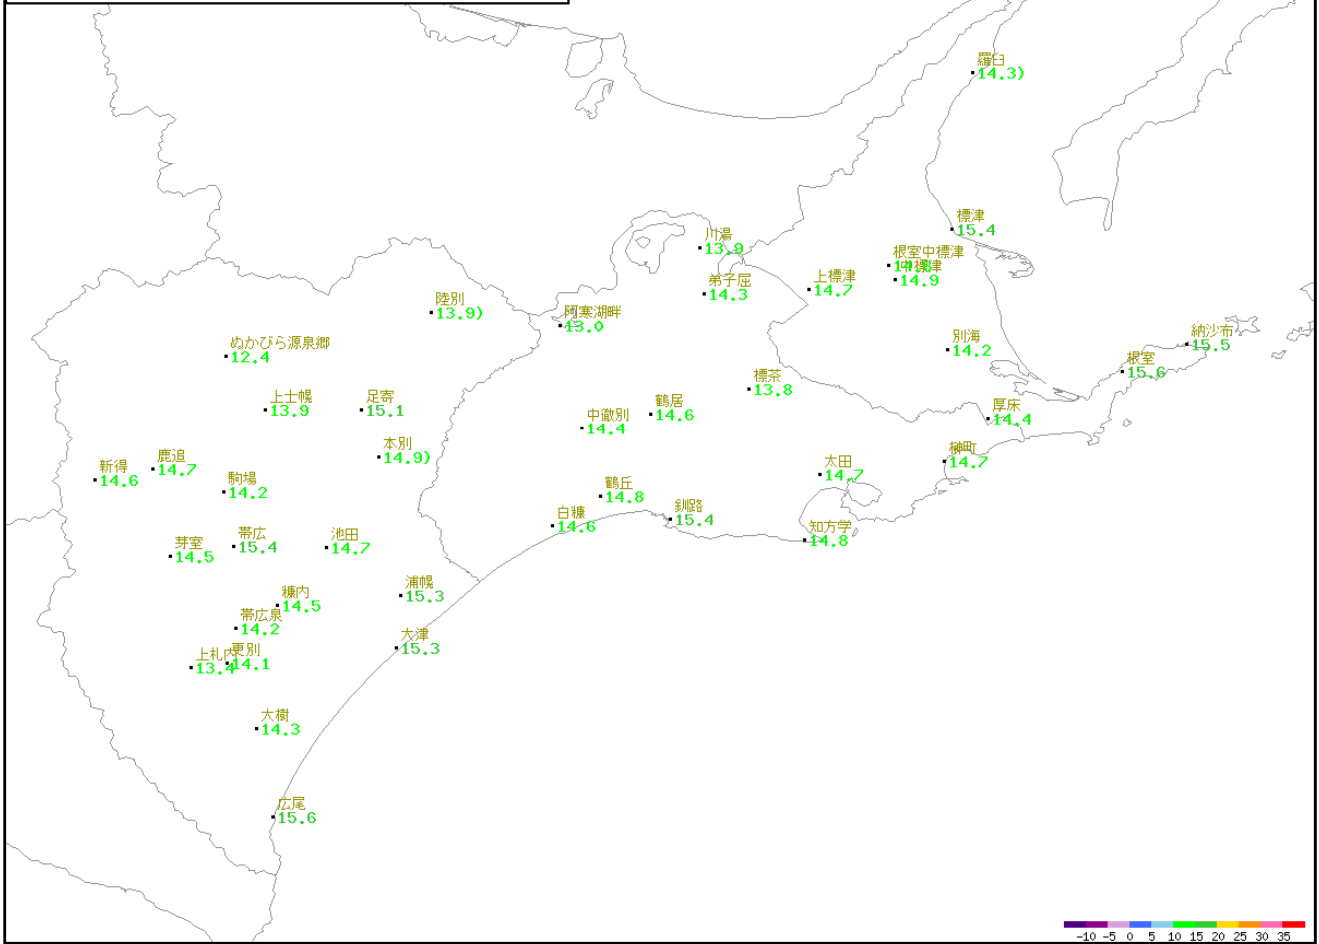 羅臼
14.3)
標津
15.4
川湯
13.9
根室中標津
中標津
14.9
弟子屈
14.3
上標津
14.7
陸別
13.9)
阿寒湖畔
13.0
納沙布
15.5
ぬかびら源泉郷
12.4
別海
14.2
根室
15.6
標茶
13.8
上士幌
13.9
足寄
15.1
鶴居
14.6
厚床
14.4
中徹別
14.4
本別
14.9)
榊町
14.7
鹿追
14.7
新得
14.6
太田
14.7
駒場
14.2
鶴丘
14.8
釧路
15.4
白糠
14.6
知方学
14.8
帯広
15.4
池田
14.7
芽室
14.5
浦幌
15.3
糠内
14.5
帯広泉
14.2
大津
15.3
上札内
13.4
更別
14.1
大樹
14.3
広尾
15.6
-10 -5 0 5 10 15 20 25 30 35